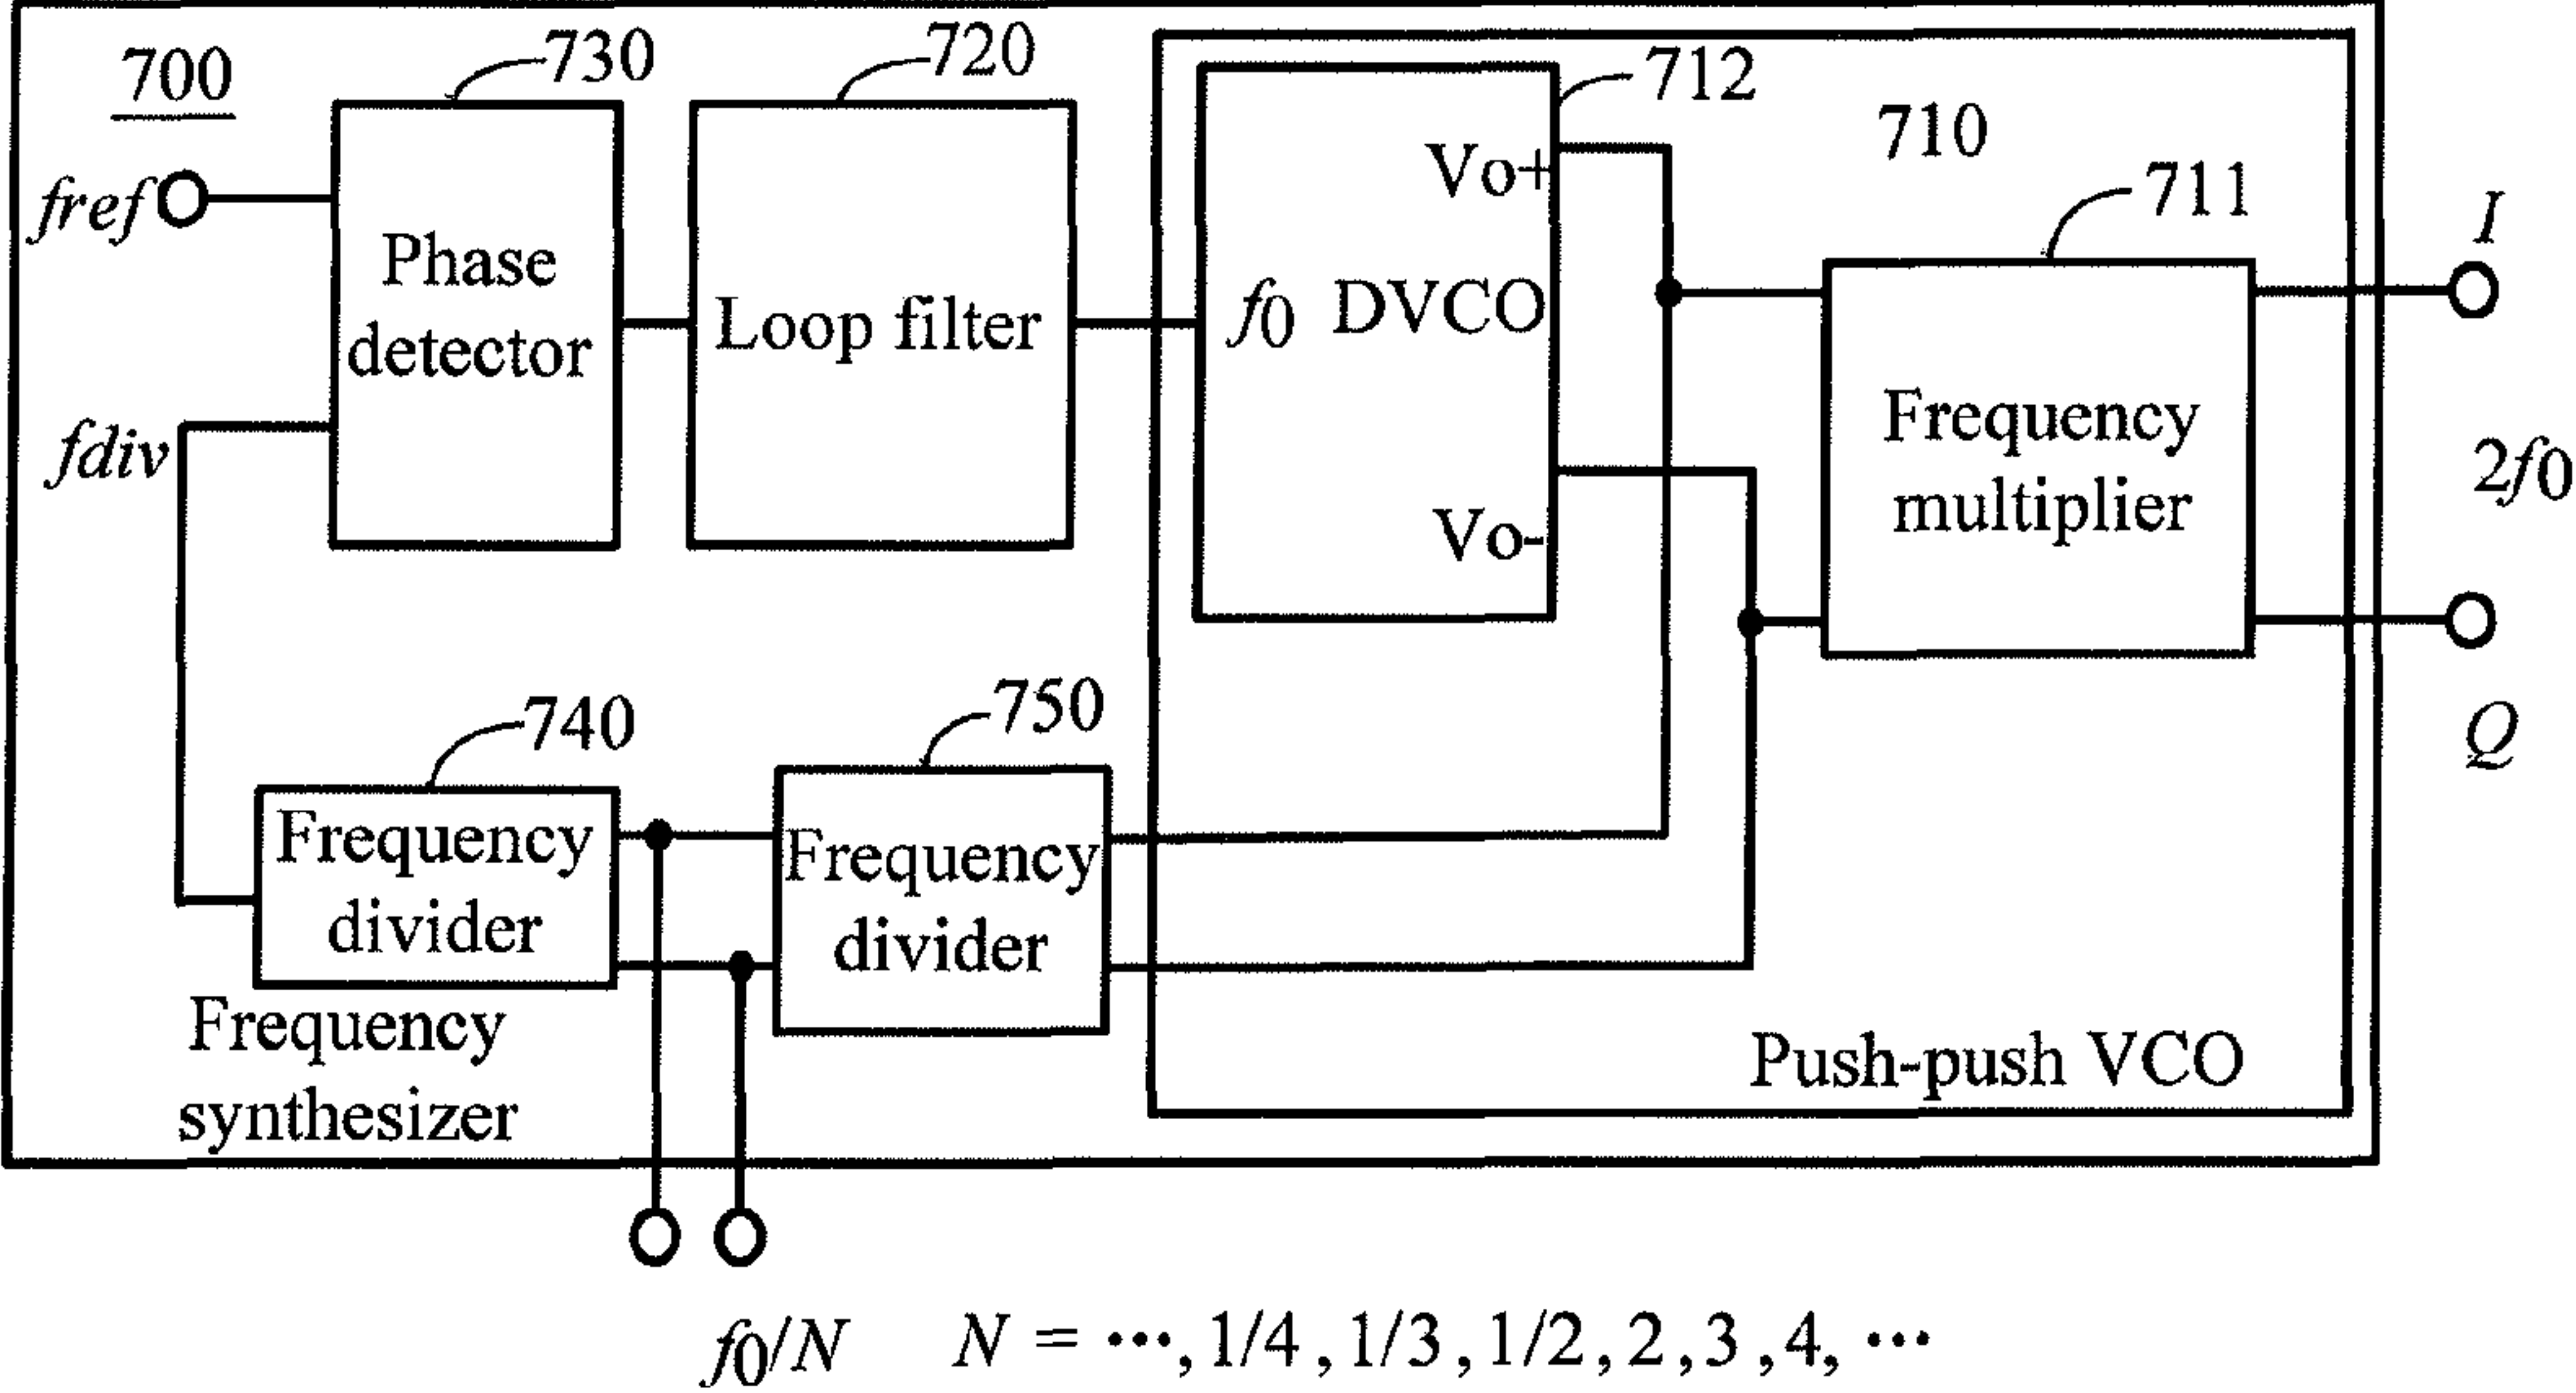 700
730
720
712
710
711
fref
Phase
detector
Loop filter
f0 DVCO
Vo+
Vo-
Frequency
multiplier
I
2f0
Q
fdiv
740
750
Frequency
divider
Frequency
divider
Frequency
synthesizer
Push-push VCO
f0/N N = ···, 1/4 , 1/3 , 1/2 , 2 , 3 , 4, ···